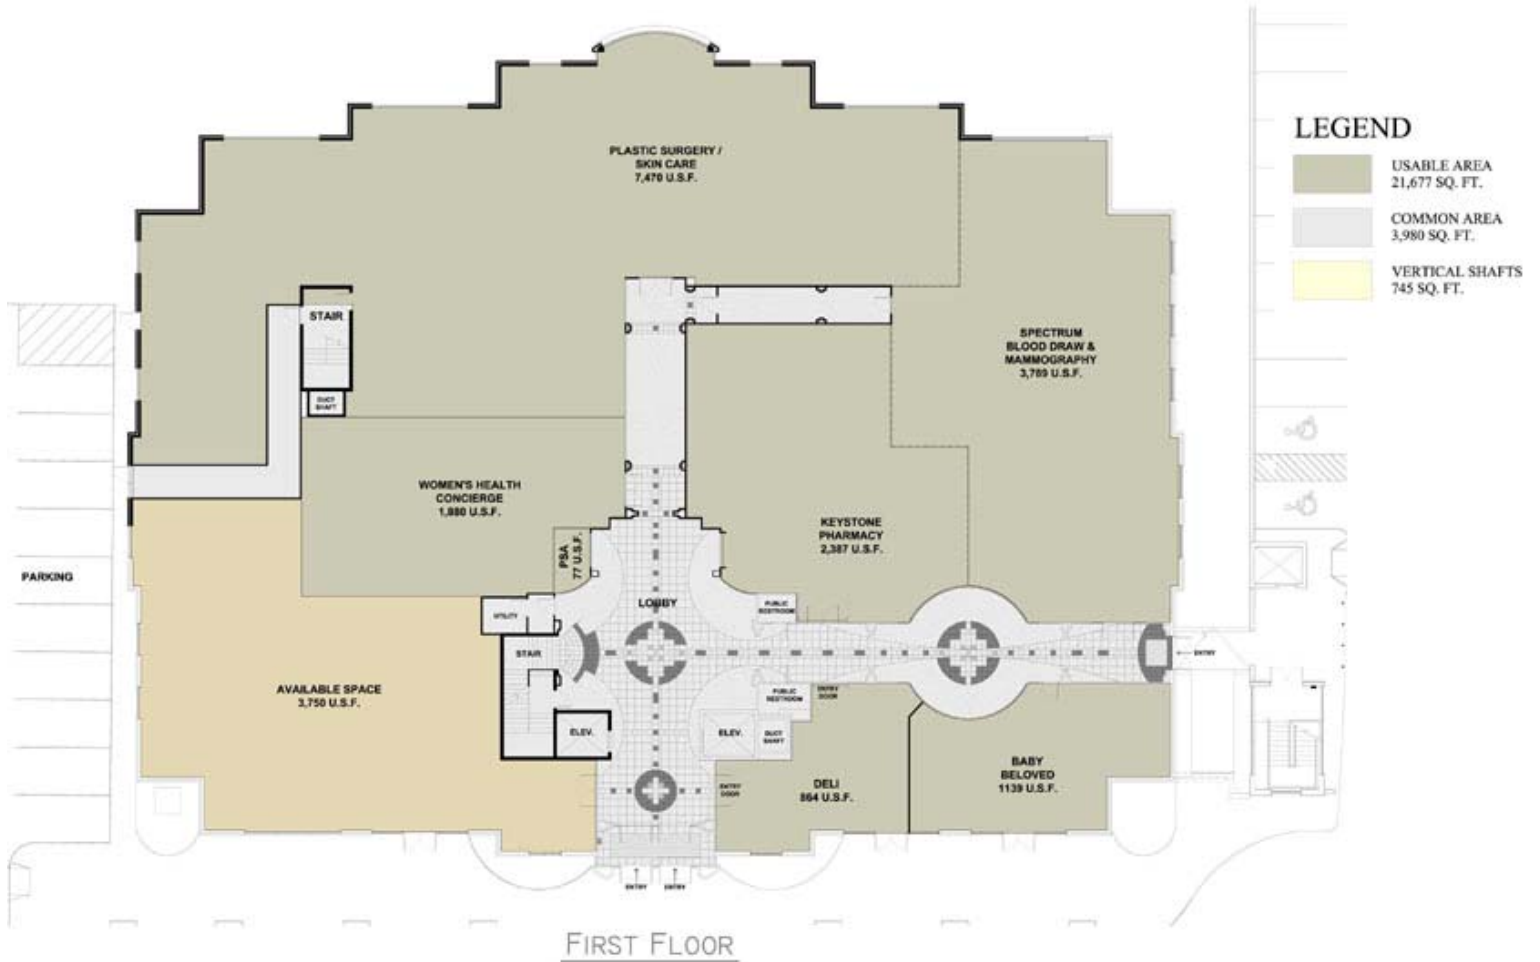 LEGEND
USABLE AREA
21,677 SQ. FT.
COMMON AREA
3,980 SQ. FT.
VERTICAL SHAFTS
745 SQ. FT.
PLASTIC SURGERY /
SKIN CARE
7,470 U.S.F.
STAIR
DUCT
SHAFT
SPECTRUM
BLOOD DRAW &
MAMMOGRAPHY
3,769 U.S.F.
WOMEN'S HEALTH
CONCIERGE
1,880 U.S.F.
PSA
77 U.S.F.
KEYSTONE
PHARMACY
2,387 U.S.F.
PARKING
LOBBY
UTILITY
PUBLIC
RESTROOM
STAIR
ENTRY
AVAILABLE SPACE
3,750 U.S.F.
PUBLIC
RESTROOM
ENTRY
DOOR
ELEV.
ELEV.
DUCT
SHAFT
BABY
BELOVED
1139 U.S.F.
DELI
864 U.S.F.
ENTRY
DOOR
ENTRY
ENTRY
FIRST FLOOR